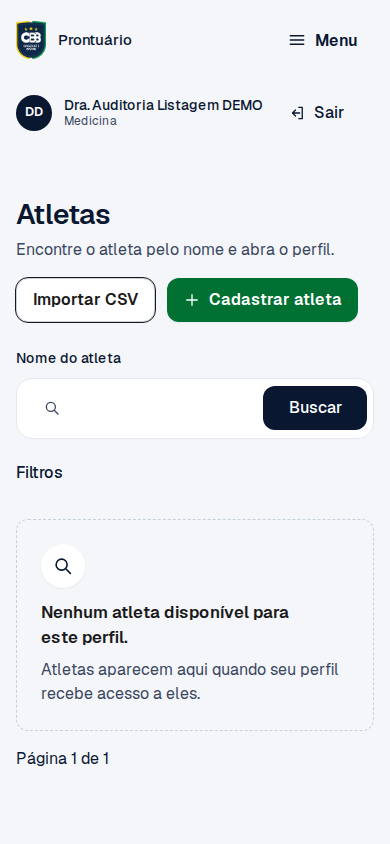 CBB
Prontuário
Menu
DD
Dra. Auditoria Listagem DEMO
Medicina
Sair
Atletas
Encontre o atleta pelo nome e abra o perfil.
Importar CSV
Cadastrar atleta
Nome do atleta
Buscar
Filtros
Nenhum atleta disponível para
este perfil.
Atletas aparecem aqui quando seu perfil
recebe acesso a eles.
Página 1 de 1